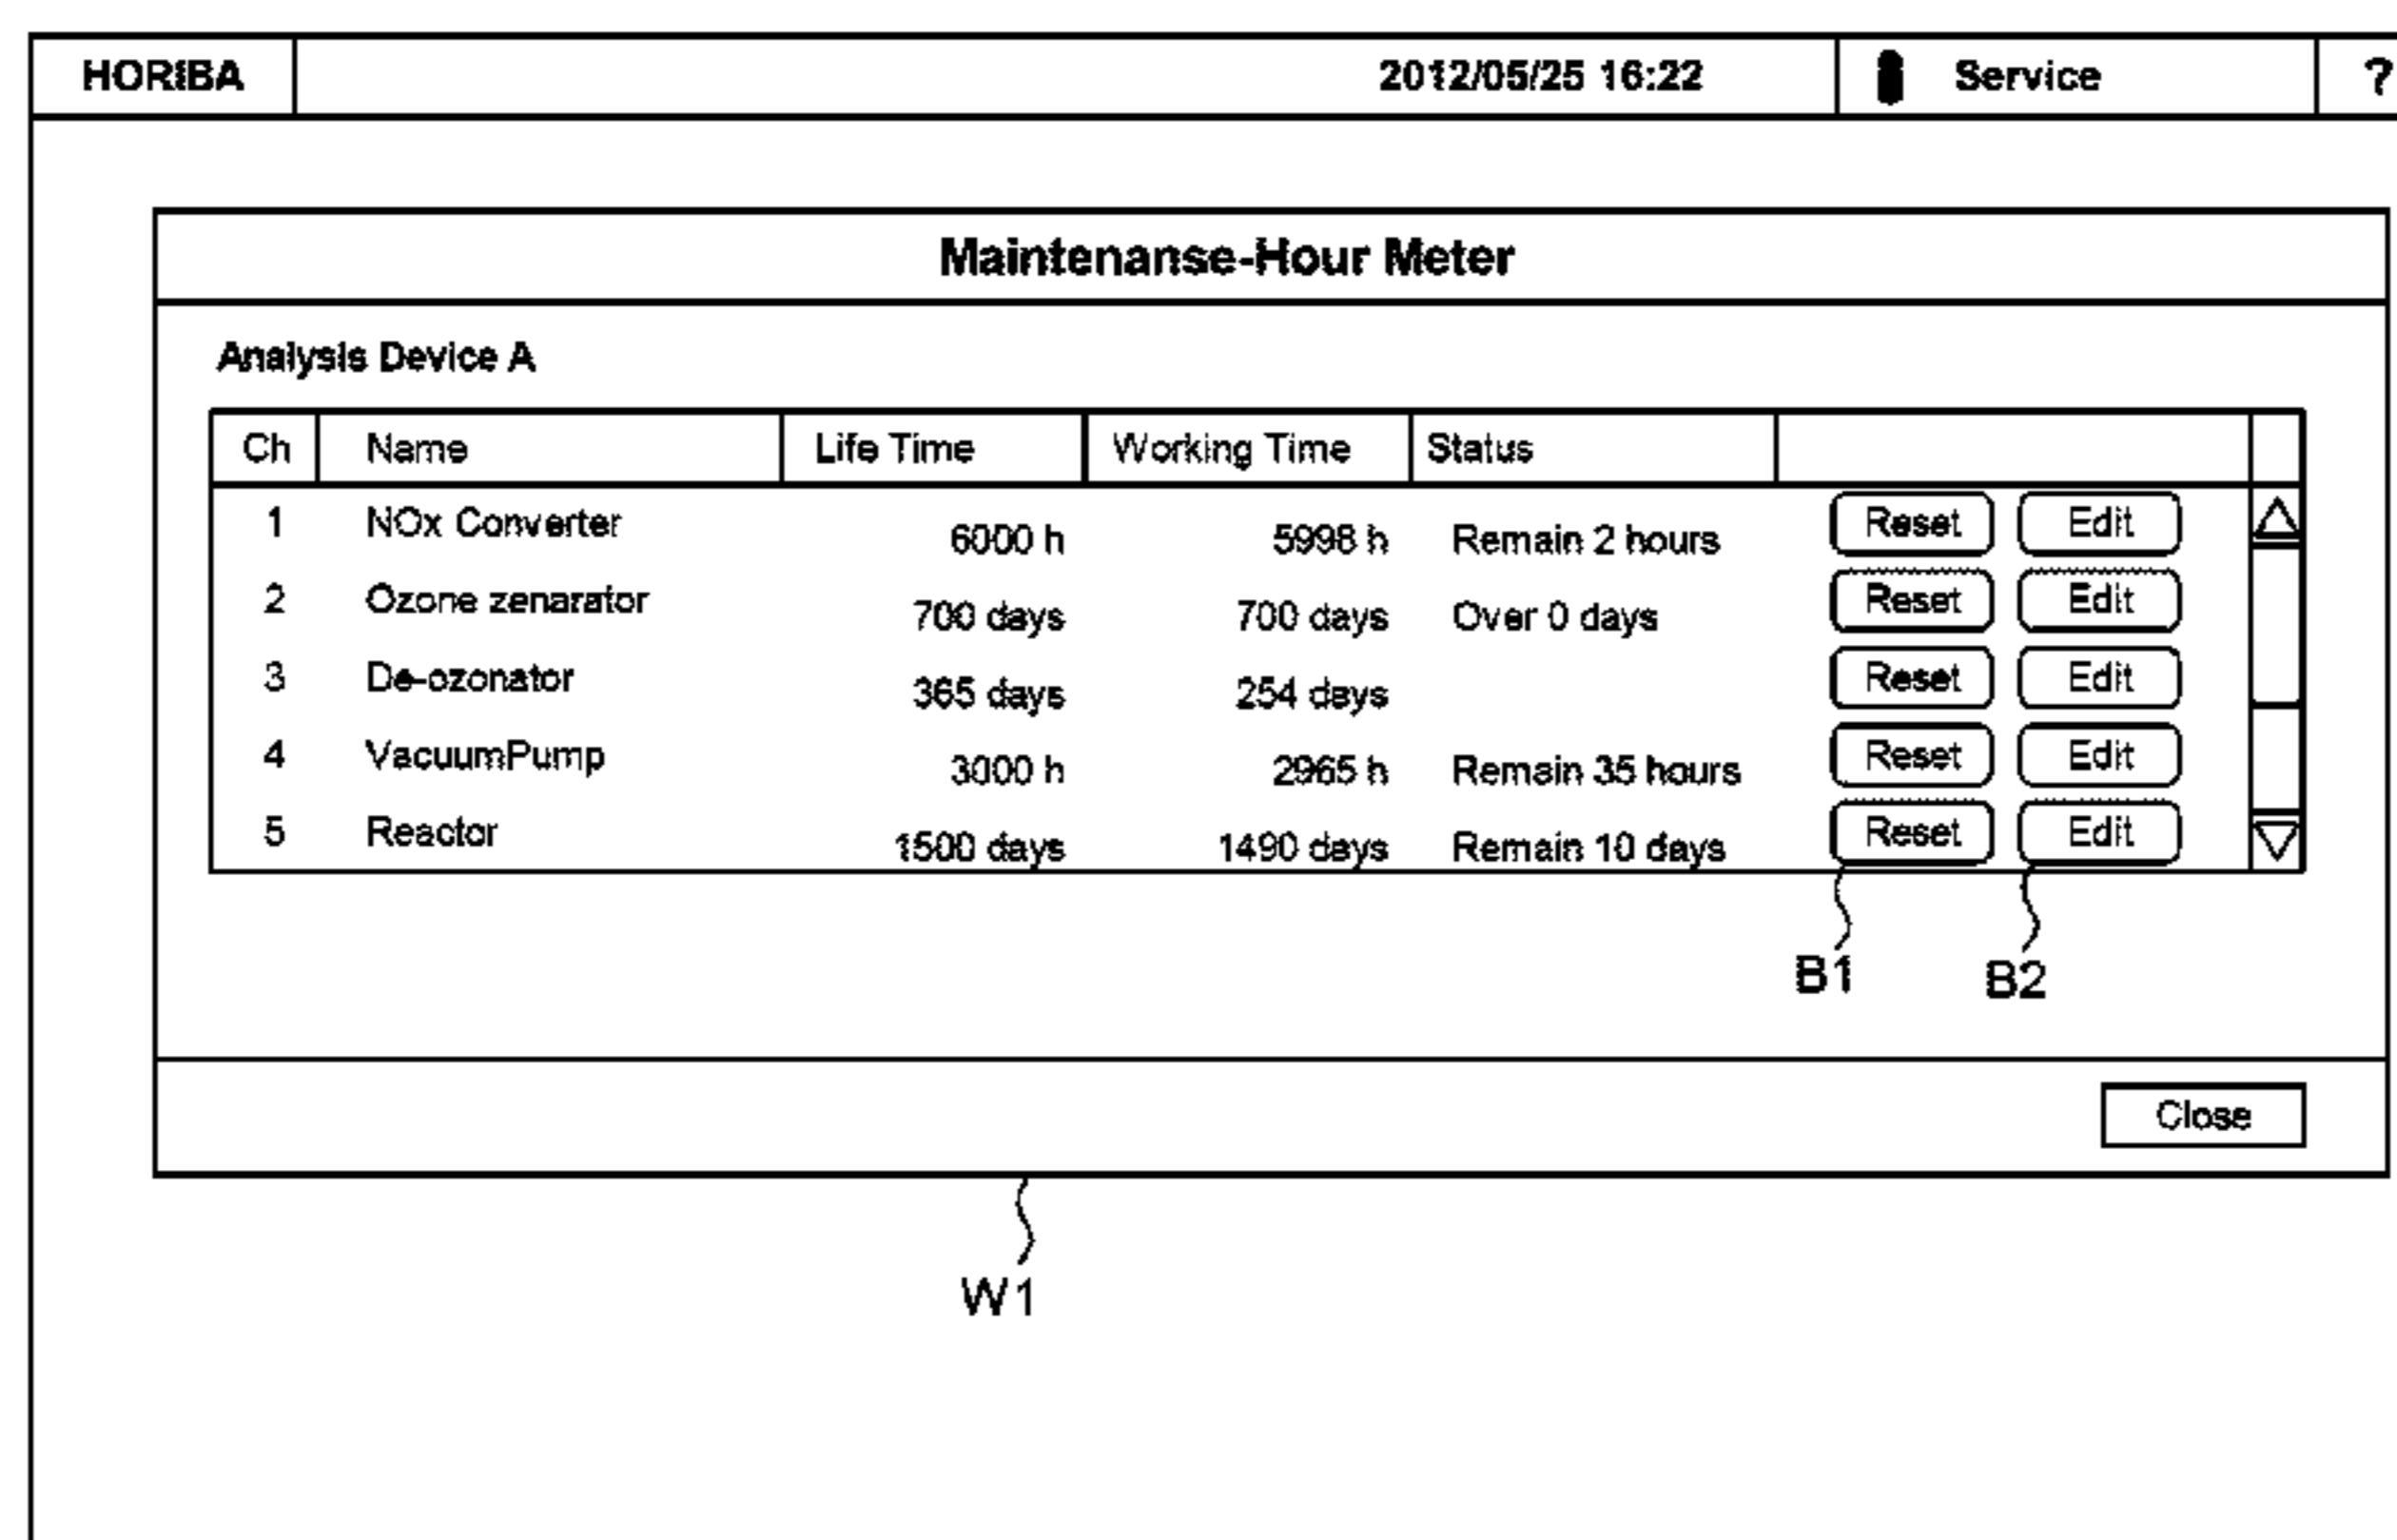 HORIBA 2012/05/25 16:22 Service ?
Maintenanse-Hour Meter
Analysis Device A
Ch Name Life Time Working Time Status
1 NOx Converter 6000 h 5998 h Remain 2 hours Reset Edit
2 Ozone zenarator 700 days 700 days Over 0 days Reset Edit
3 De-ozonator 365 days 254 days Reset Edit
4 VacuumPump 3000 h 2965 h Remain 35 hours Reset Edit
5 Reactor 1500 days 1490 days Remain 10 days Reset Edit
B1 B2
Close
W1